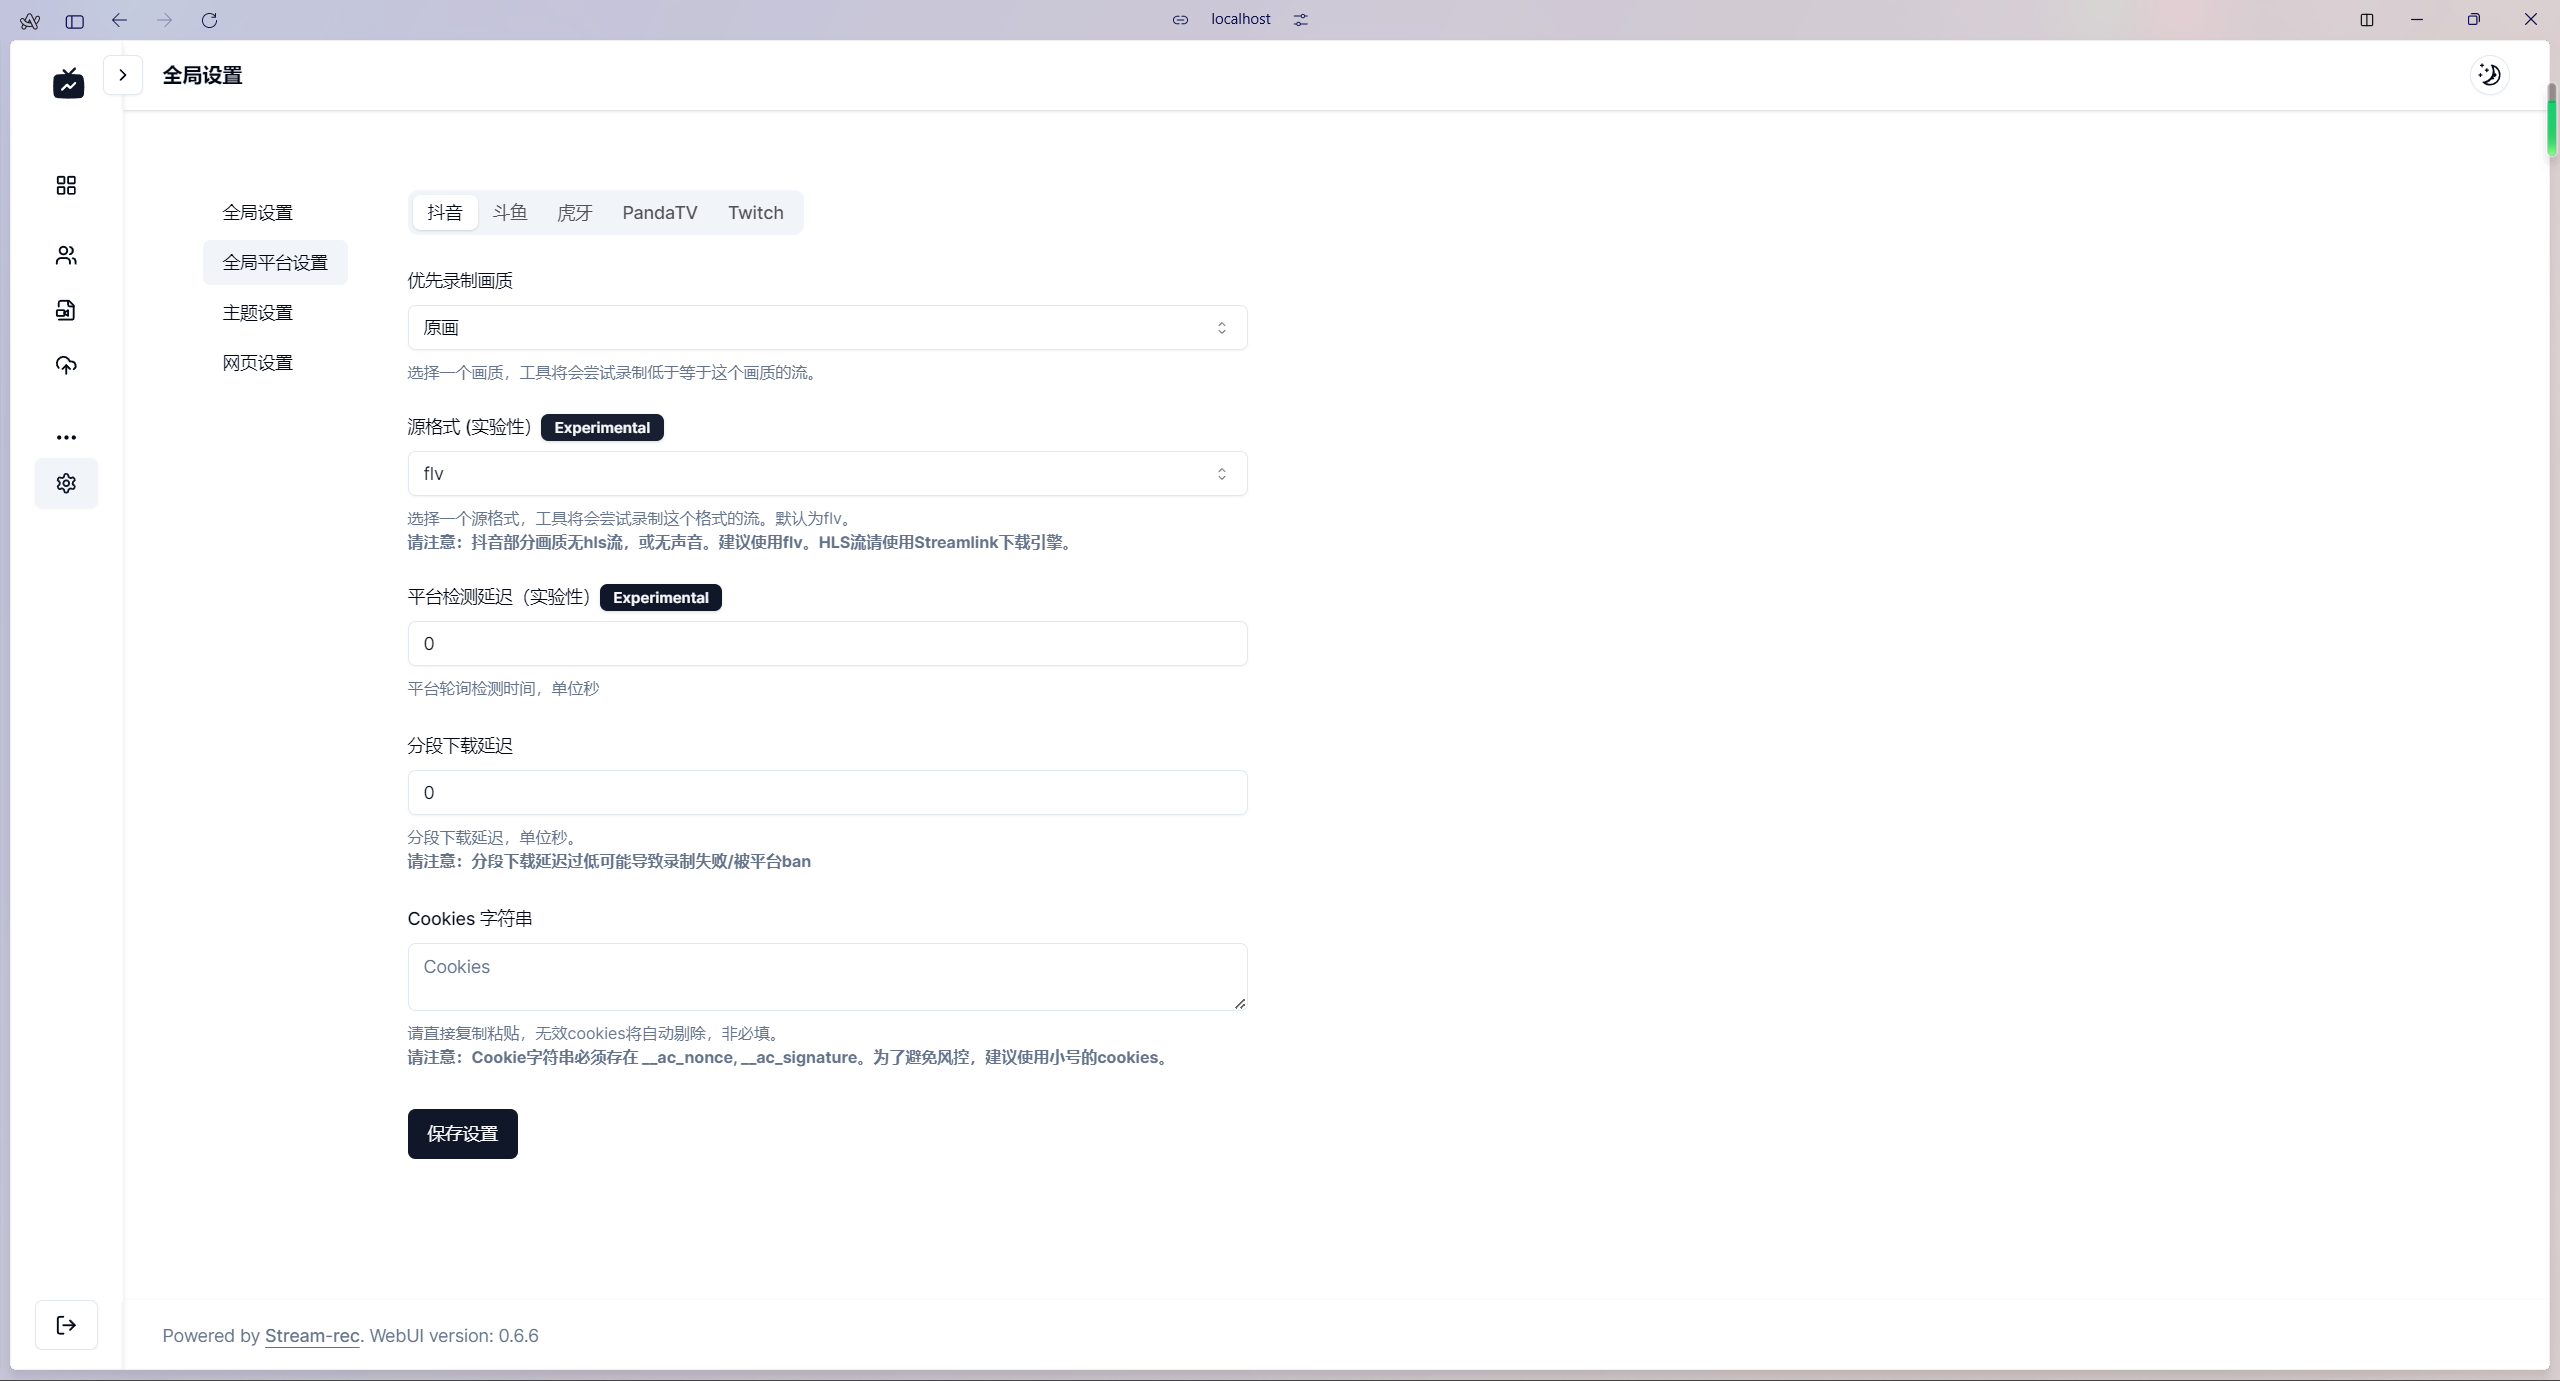 localhost
全局设置
全局设置
全局平台设置
主题设置
网页设置
抖音 斗鱼 虎牙 PandaTV Twitch
优先录制画质
原画
选择一个画质，工具将会尝试录制低于等于这个画质的流。
源格式 (实验性) Experimental
flv
选择一个源格式，工具将会尝试录制这个格式的流。默认为flv。
请注意：抖音部分画质无hls流，或无声音。建议使用flv。HLS流请使用Streamlink下载引擎。
平台检测延迟（实验性） Experimental
0
平台轮询检测时间，单位秒
分段下载延迟
0
分段下载延迟，单位秒。
请注意：分段下载延迟过低可能导致录制失败/被平台ban
Cookies 字符串
Cookies
请直接复制粘贴，无效cookies将自动剔除，非必填。
请注意：Cookie字符串必须存在 __ac_nonce, __ac_signature。为了避免风控，建议使用小号的cookies。
保存设置
Powered by Stream-rec. WebUI version: 0.6.6